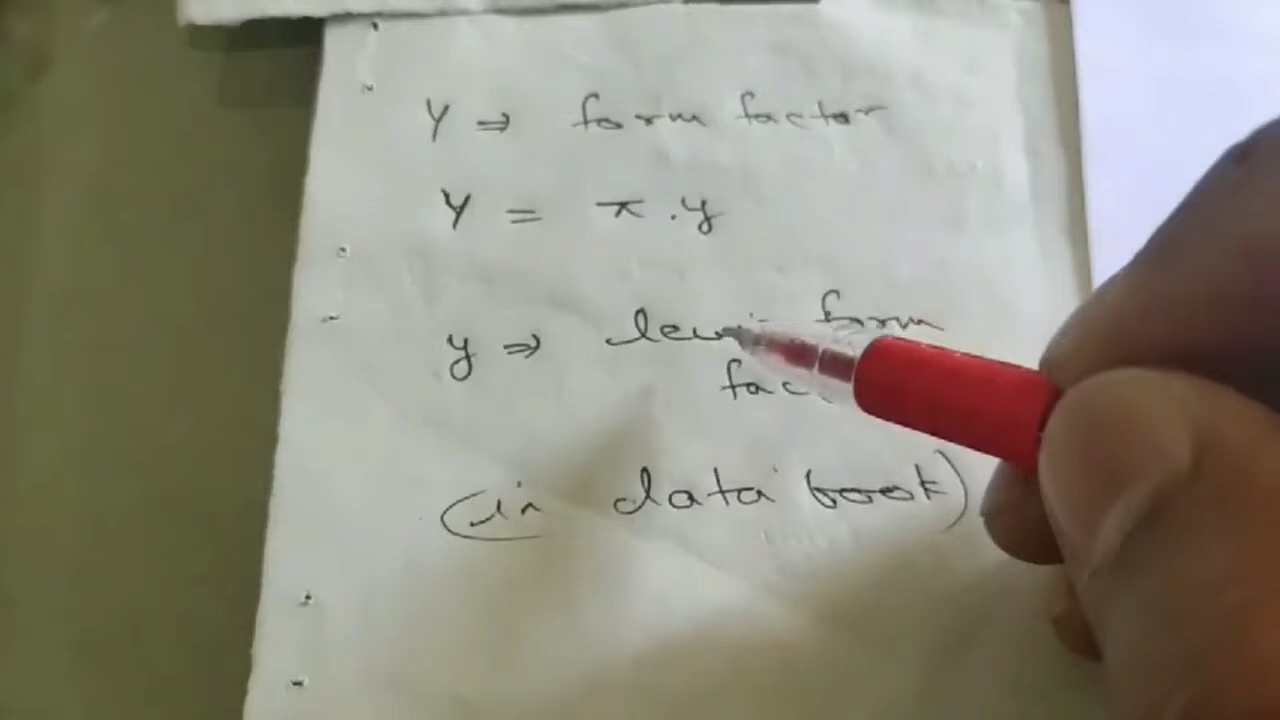 Y ⇒ form factor
Y = π.y
y ⇒ form
(in data book)